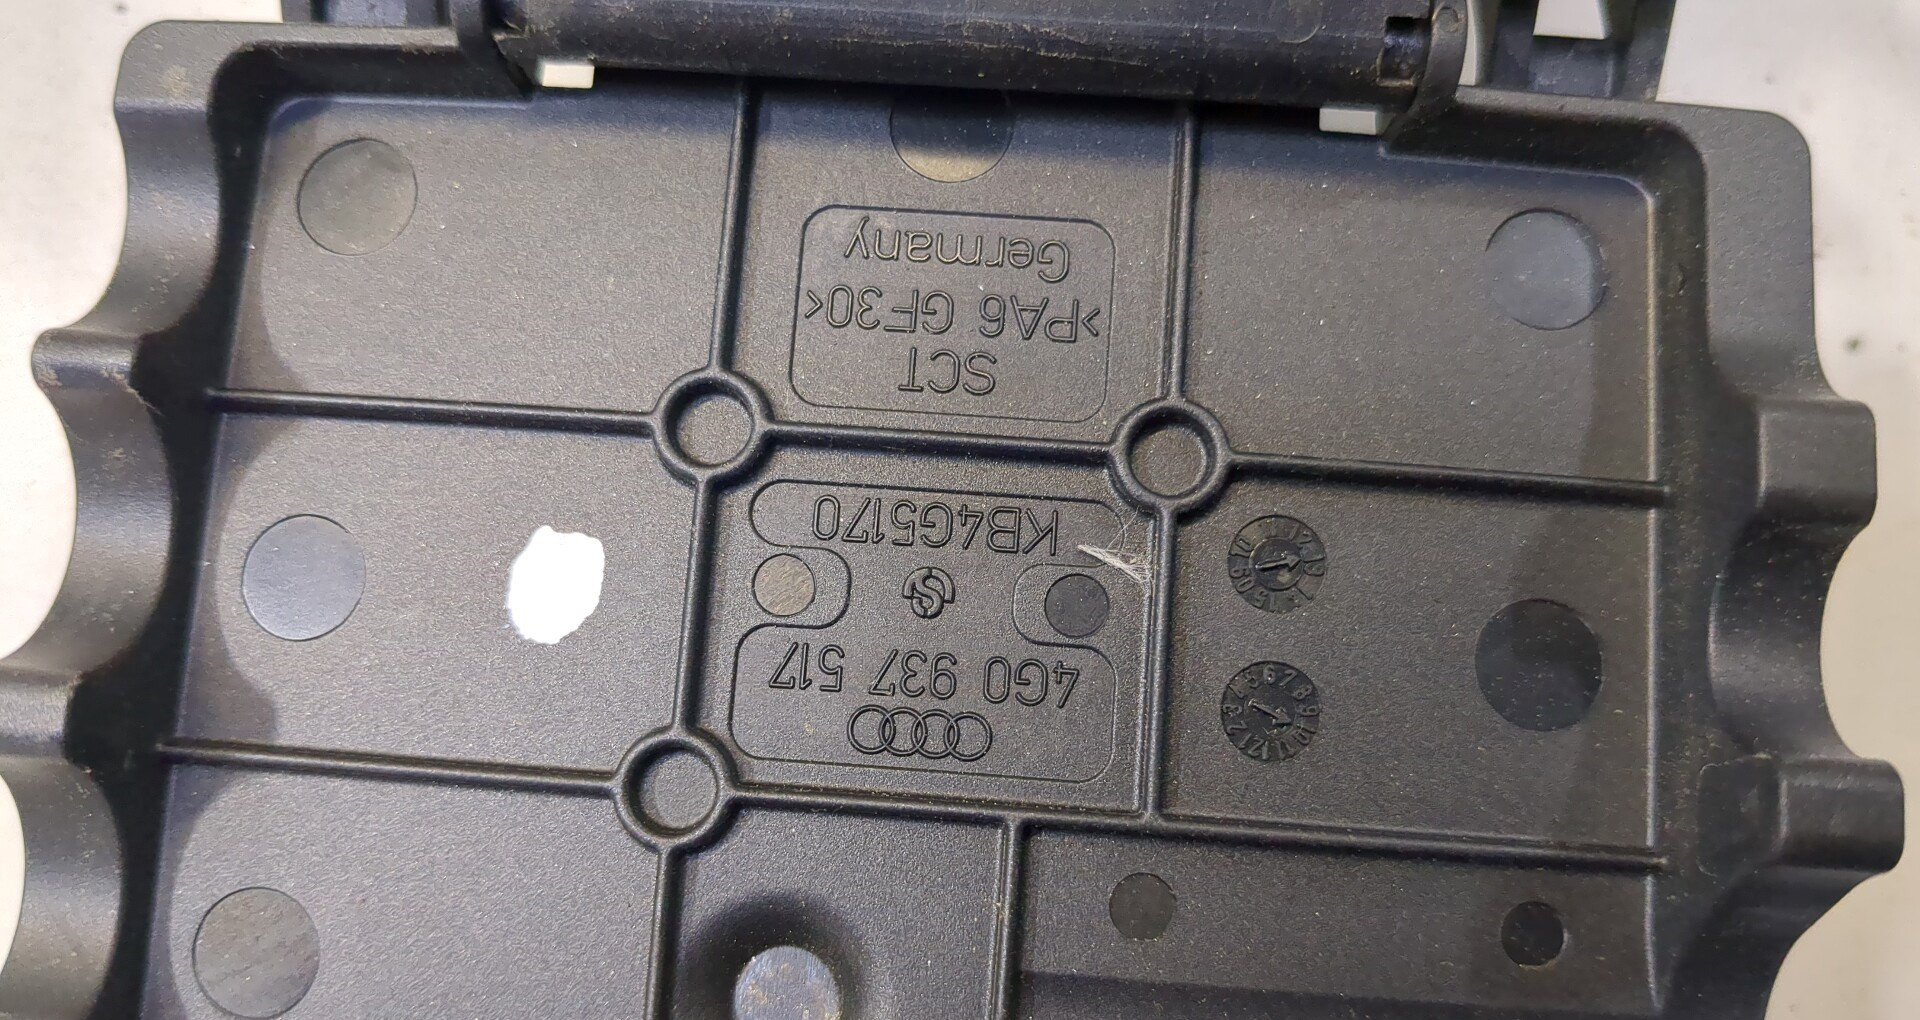 4G0 937 517
KB4G5170
SCT
>PA6 GF30<
Germany